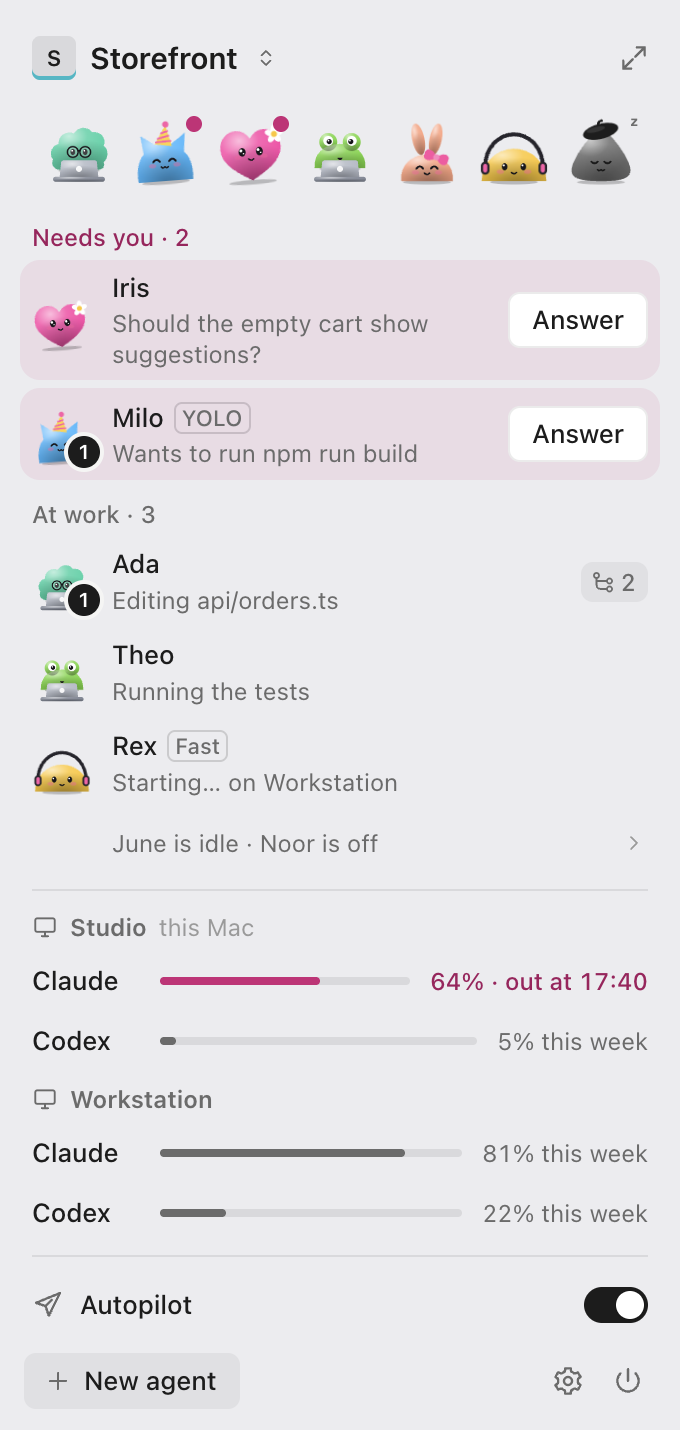 S Storefront
z
Needs you · 2
Iris
Should the empty cart show
suggestions?
Answer
Milo YOLO
1
Wants to run npm run build
Answer
At work · 3
Ada
1
Editing api/orders.ts
2
Theo
Running the tests
Rex Fast
Starting... on Workstation
June is idle · Noor is off
Studio this Mac
Claude 64% · out at 17:40
Codex 5% this week
Workstation
Claude 81% this week
Codex 22% this week
Autopilot
New agent